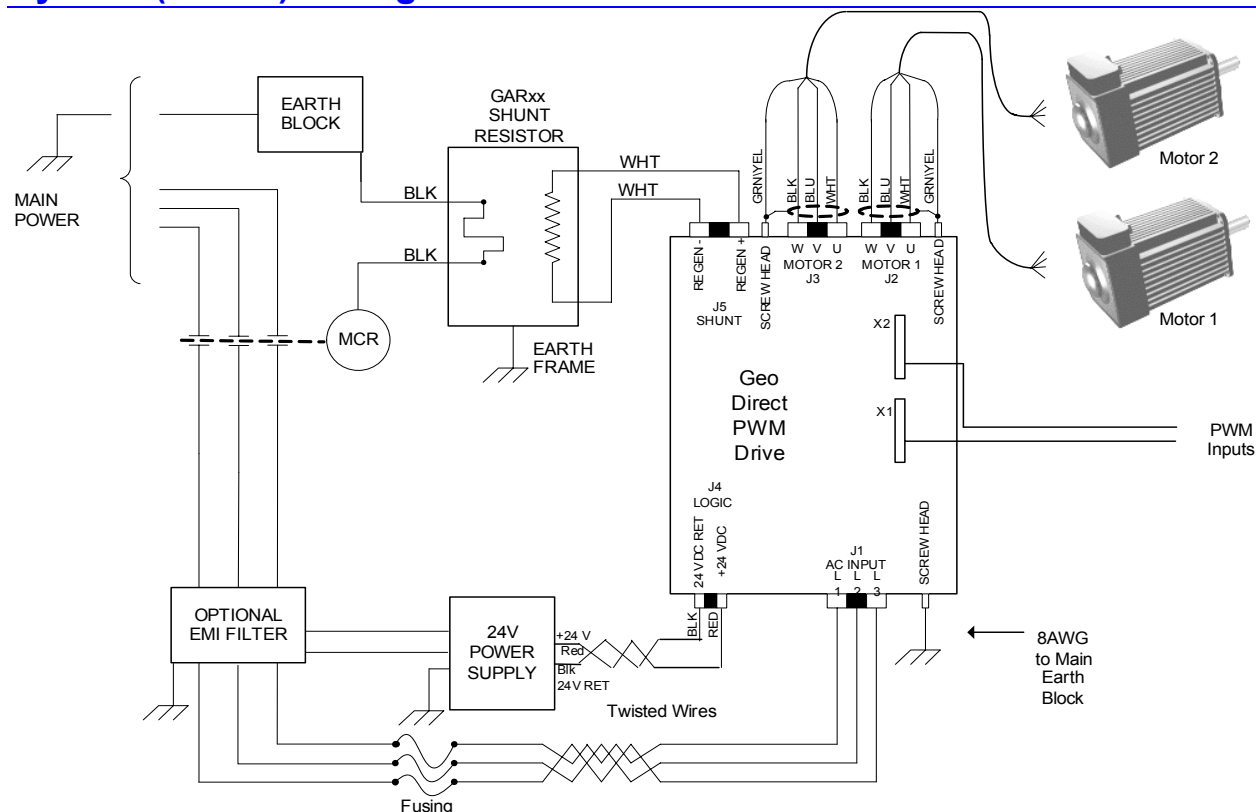 EARTH
BLOCK
GARxx
SHUNT
RESISTOR
MAIN
POWER
BLK
BLK
WHT
WHT
MCR
EARTH
FRAME
GRN\YEL
BLK
BLU
WHT
BLK
BLU
WHT
GRN\YEL
Motor 2
Motor 1
REGEN-
REGEN+
J5
SHUNT
SCREW HEAD
W V U
MOTOR 2
J3
W V U
MOTOR 1
J2
SCREW HEAD
X2
X1
Geo
Direct
PWM
Drive
PWM
Inputs
J4
LOGIC
24 VDC RET
+24 VDC
J1
AC INPUT
L L L
1 2 3
SCREW HEAD
BLK
RED
OPTIONAL
EMI FILTER
24V
POWER
SUPPLY
+24 V
Red
Blk
24V RET
Twisted Wires
8AWG
to Main
Earth
Block
Fusing